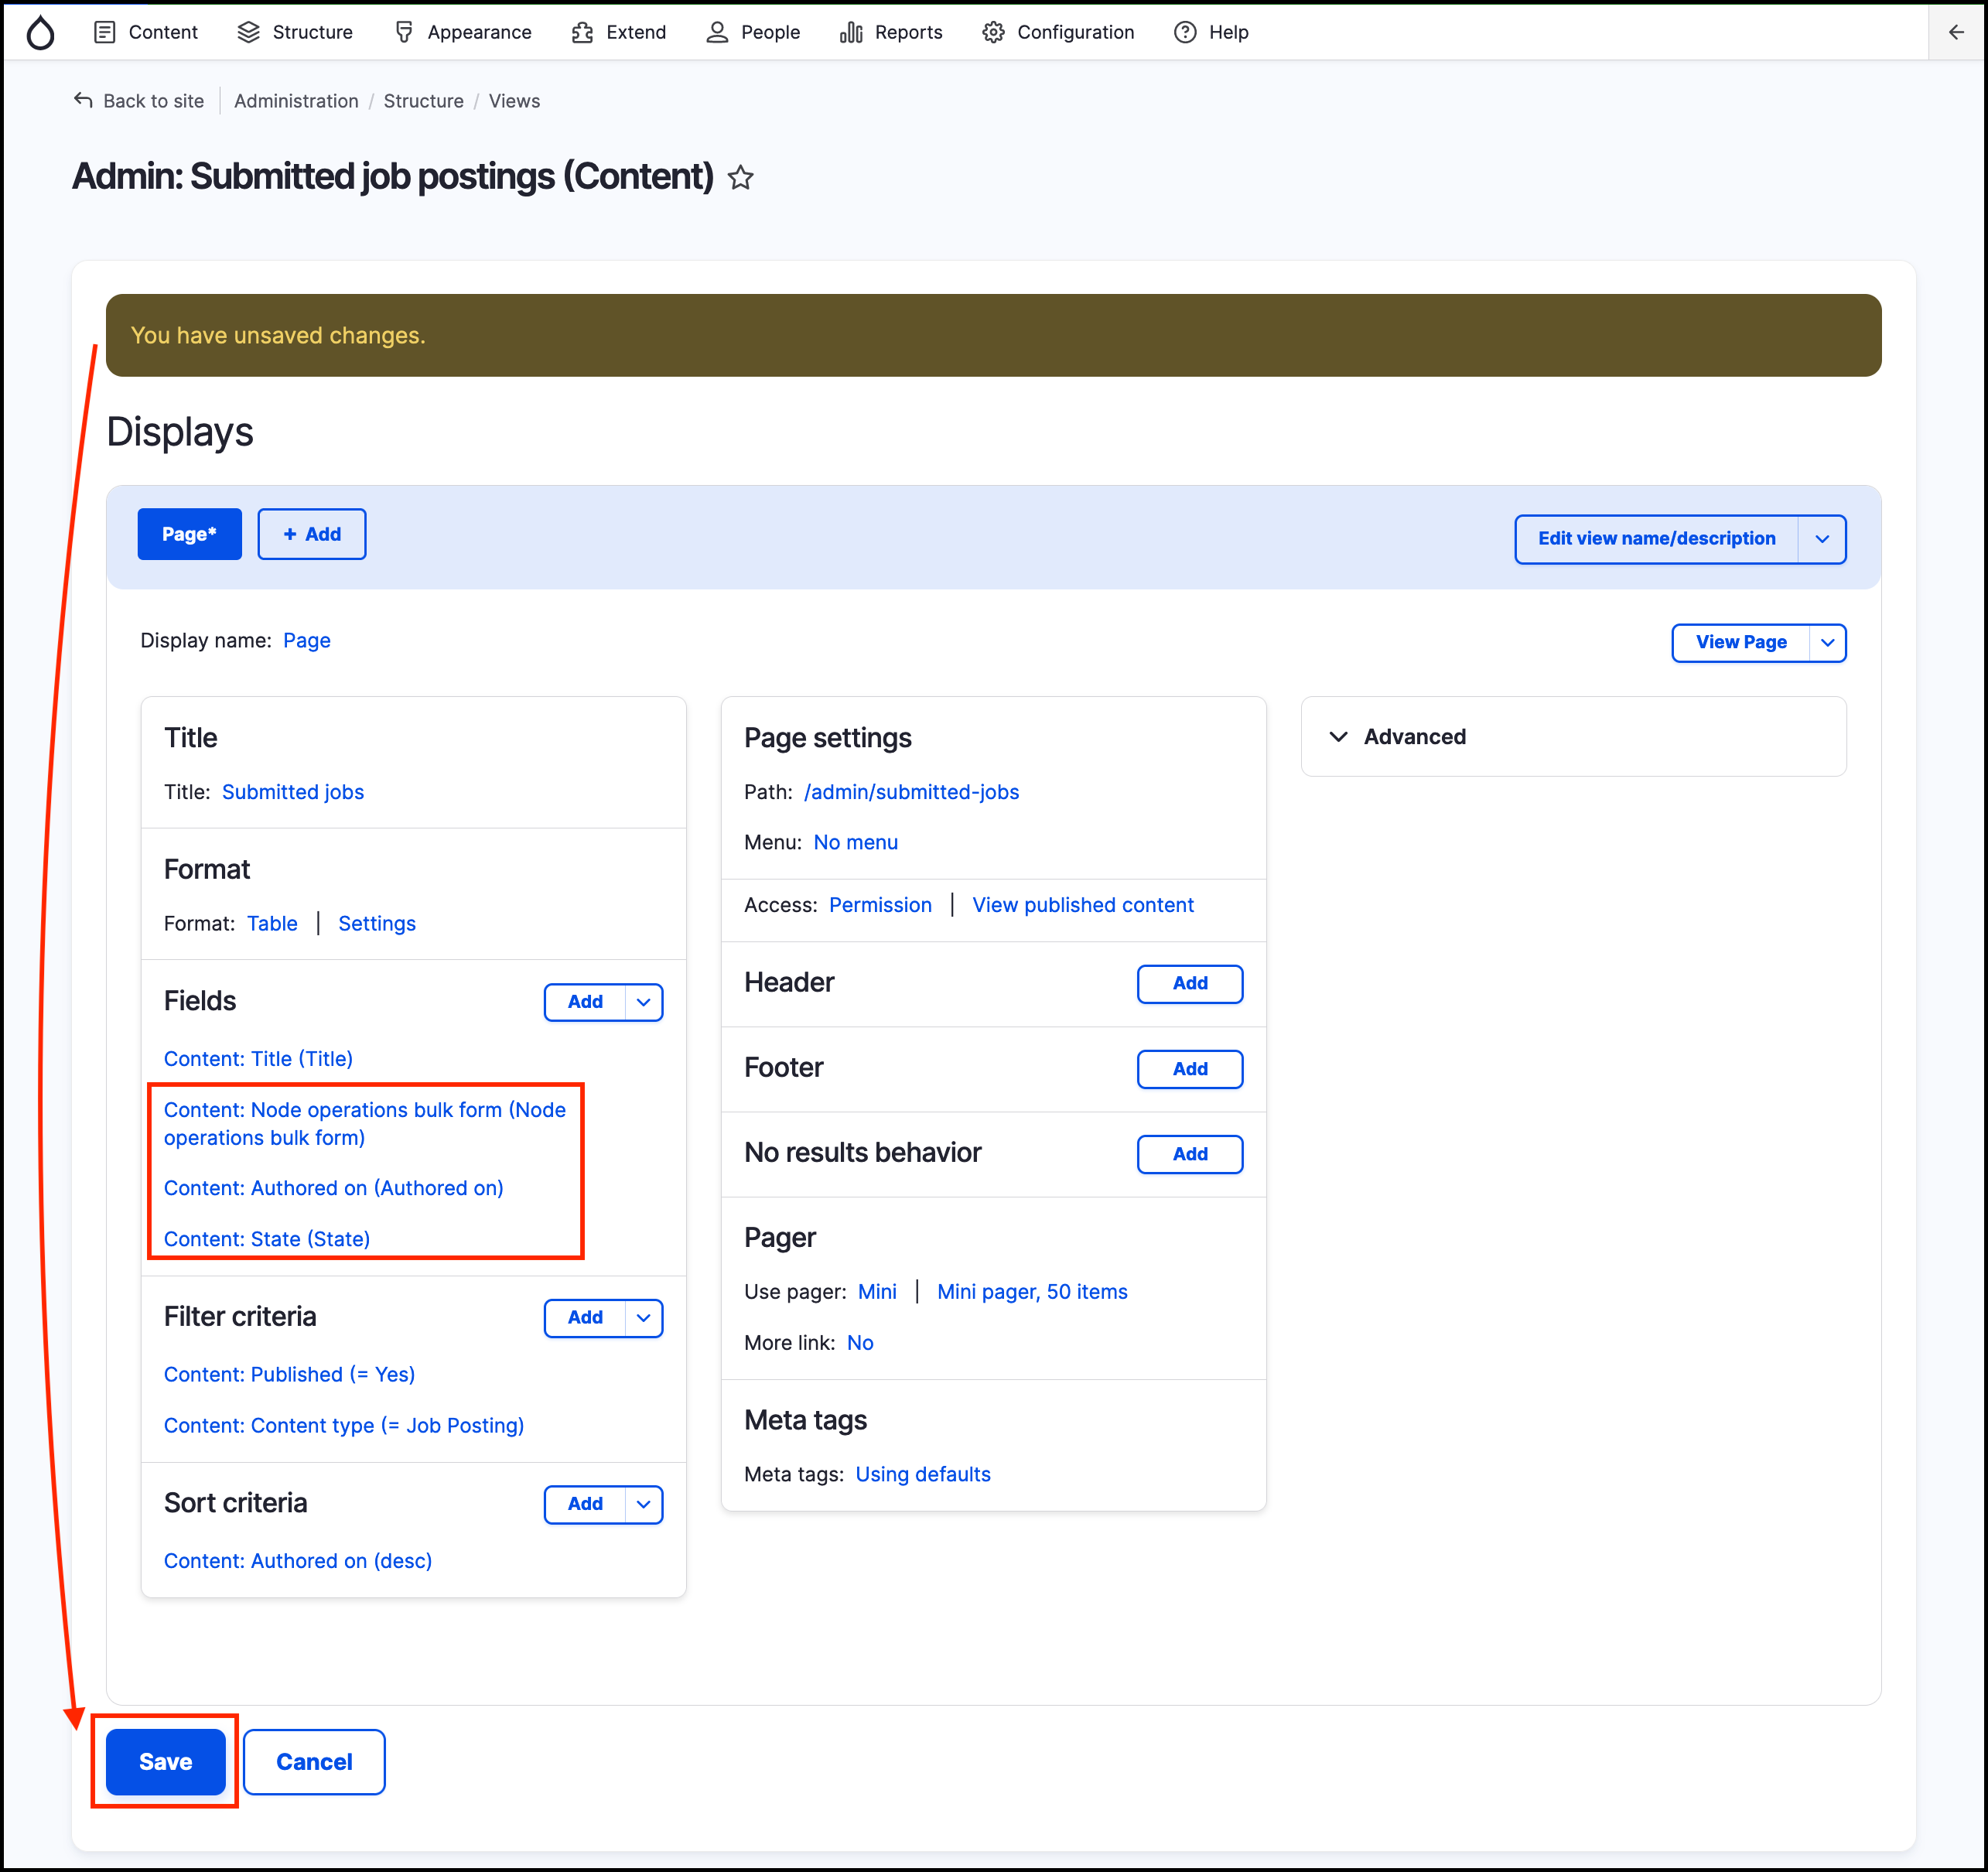 Content Structure Appearance Extend People Reports Configuration Help
Back to site Administration / Structure / Views
Admin: Submitted job postings (Content)
You have unsaved changes.
Displays
Page* + Add Edit view name/description
Display name: Page View Page
Title
Title: Submitted jobs
Format
Format: Table | Settings
Fields Add
Content: Title (Title)
Content: Node operations bulk form (Node
operations bulk form)
Content: Authored on (Authored on)
Content: State (State)
Filter criteria Add
Content: Published (= Yes)
Content: Content type (= Job Posting)
Sort criteria Add
Content: Authored on (desc)
Page settings
Path: /admin/submitted-jobs
Menu: No menu
Access: Permission | View published content
Header Add
Footer Add
No results behavior Add
Pager
Use pager: Mini | Mini pager, 50 items
More link: No
Meta tags
Meta tags: Using defaults
Advanced
Save Cancel